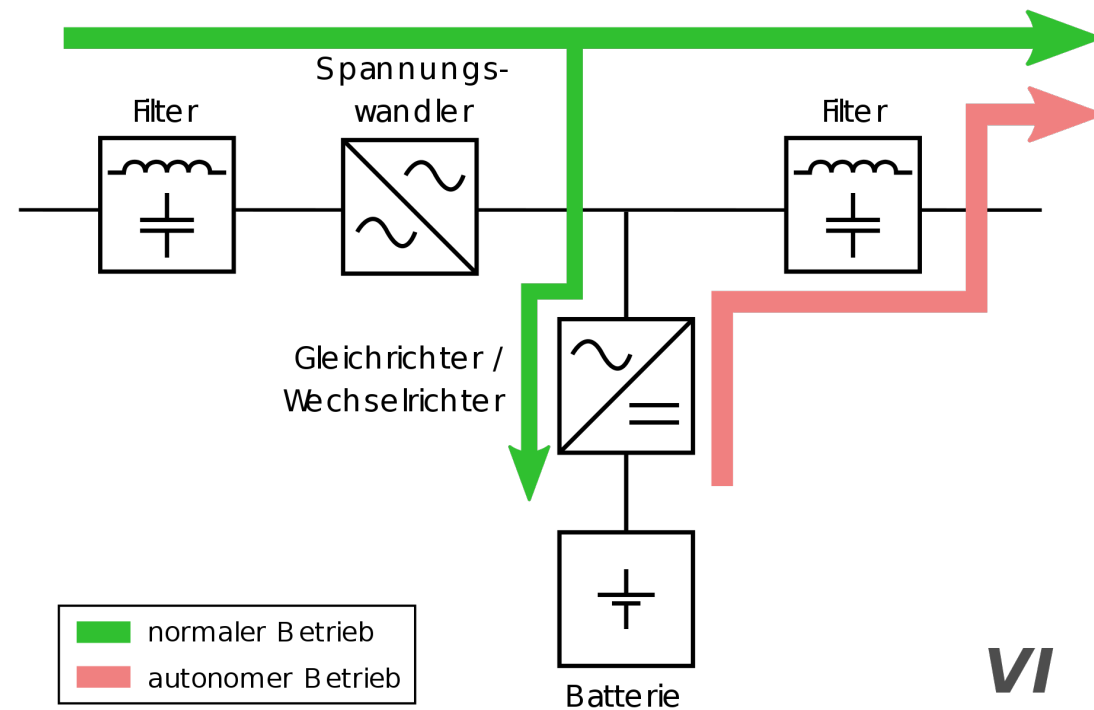 Spannungs-
wandler
Filter
Filter
Gleichrichter /
Wechselrichter
normaler Betrieb
autonomer Betrieb
Batterie
VI